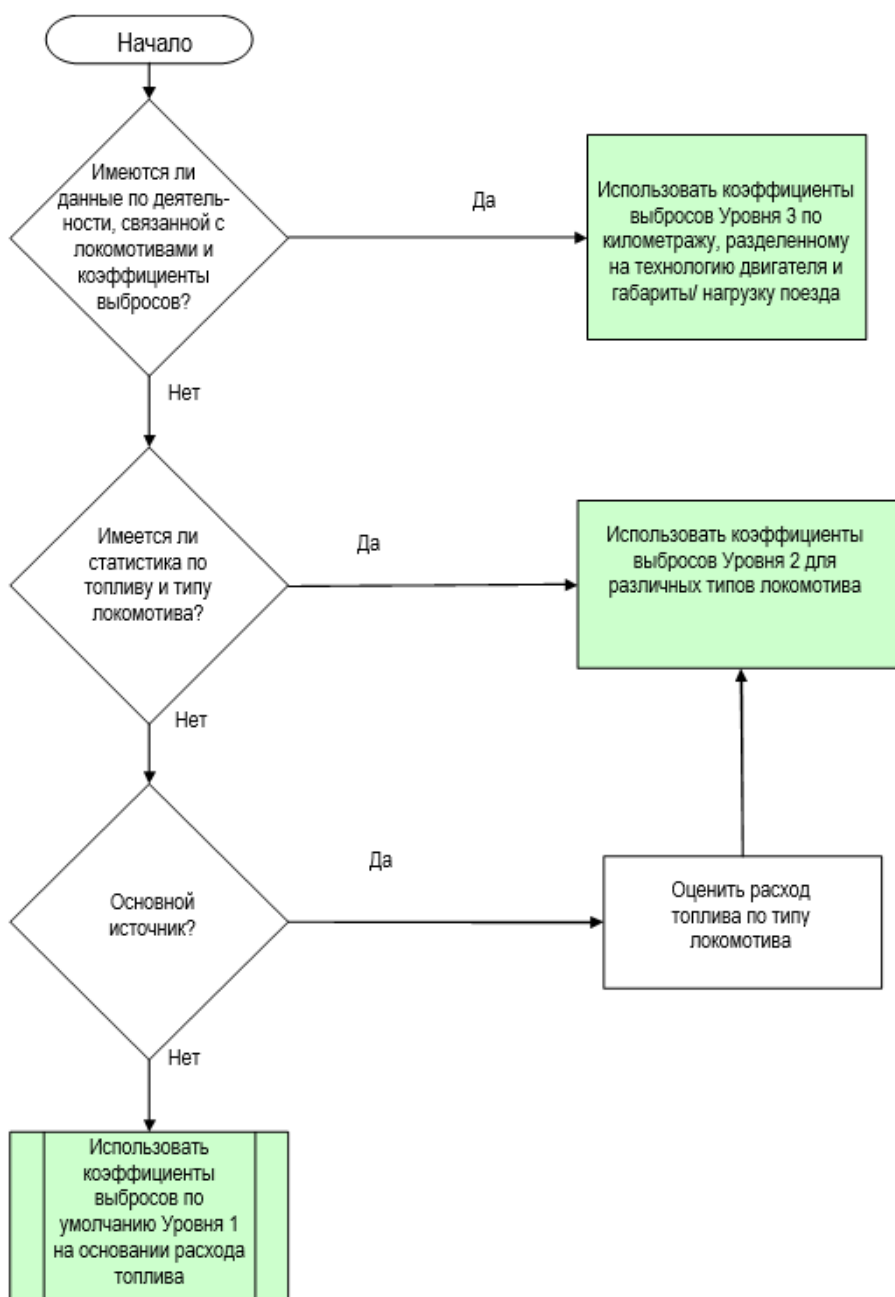 Начало
Имеются ли
данные по деятель-
ности, связанной с
локомотивами и
коэффициенты
выбросов?
Да
Использовать коэффициенты
выбросов Уровня 3 по
километражу, разделенному
на технологию двигателя и
габариты/ нагрузку поезда
Нет
Имеется ли
статистика по
топливу и типу
локомотива?
Да
Использовать коэффициенты
выбросов Уровня 2 для
различных типов локомотива
Нет
Основной
источник?
Да
Оценить расход
топлива по типу
локомотива
Нет
Использовать
коэффициенты
выбросов по
умолчанию Уровня 1
на основании расхода
топлива